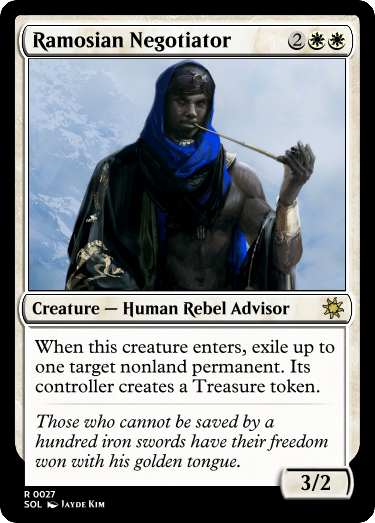 Ramosian Negotiator 2
Creature — Human Rebel Advisor
When this creature enters, exile up to
one target nonland permanent. Its
controller creates a Treasure token.
Those who cannot be saved by a
hundred iron swords have their freedom
won with his golden tongue.
3/2
R 0027
SOL Jayde Kim